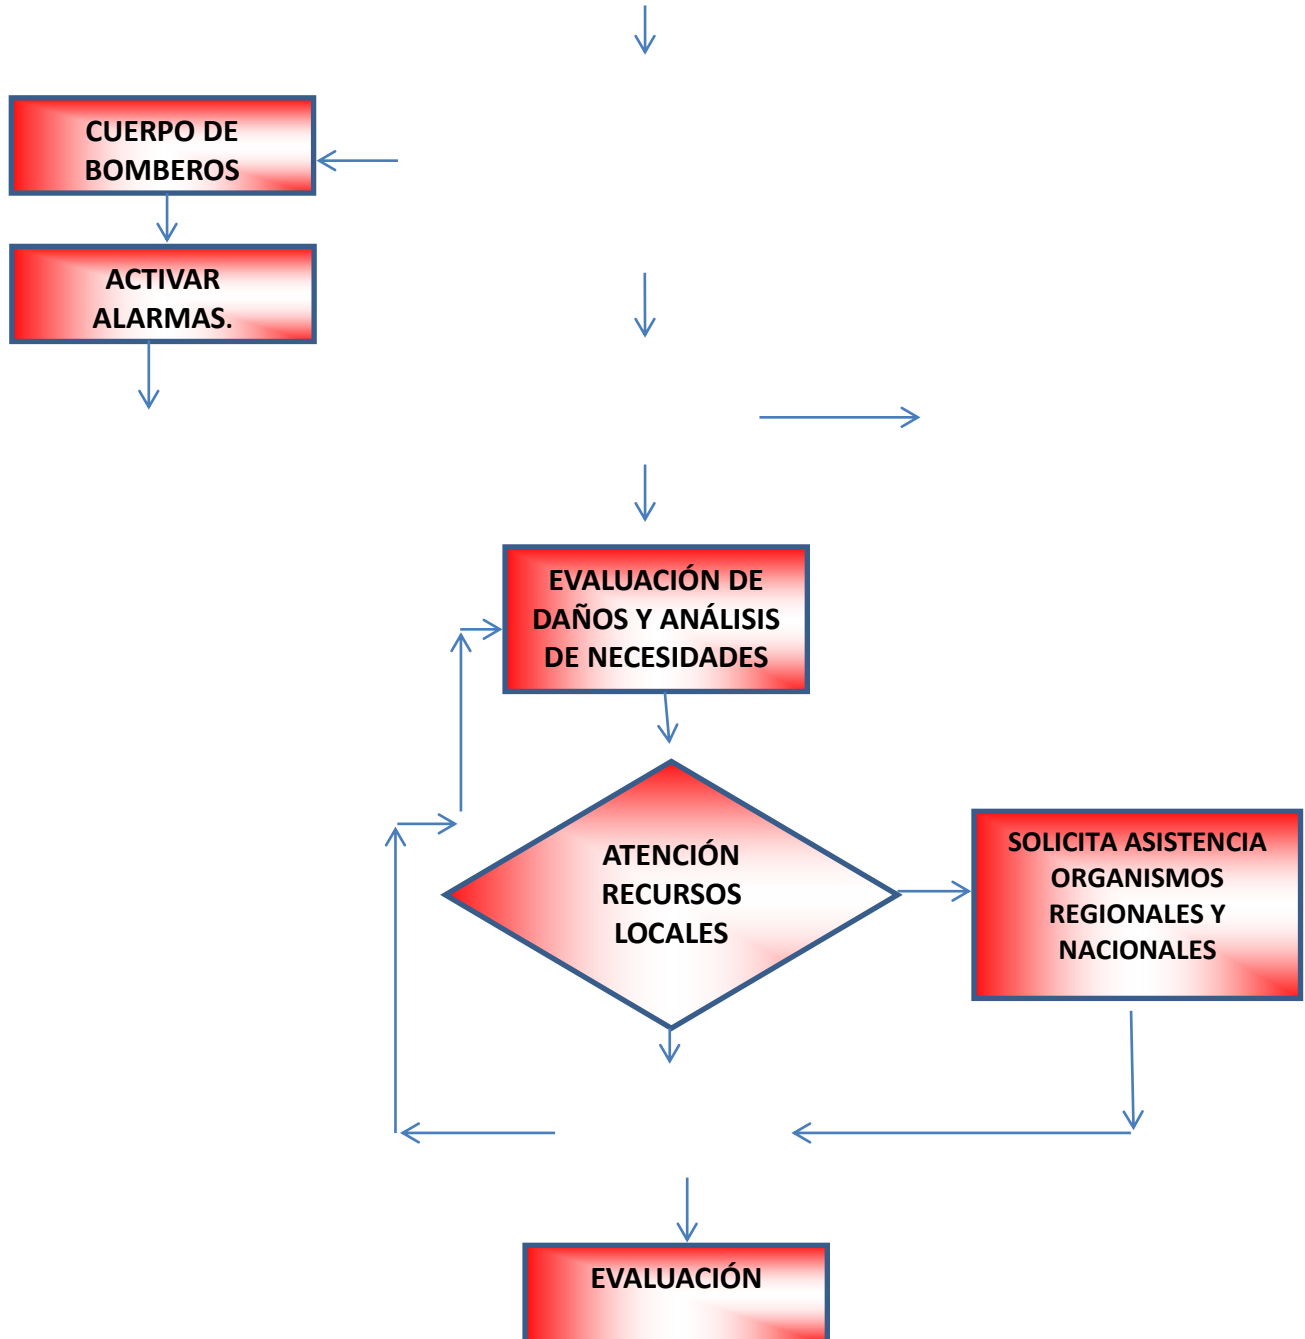 CUERPO DE
BOMBEROS
ACTIVAR
ALARMAS.
EVALUACIÓN DE
DAÑOS Y ANÁLISIS
DE NECESIDADES
ATENCIÓN
RECURSOS
LOCALES
SOLICITA ASISTENCIA
ORGANISMOS
REGIONALES Y
NACIONALES
EVALUACIÓN